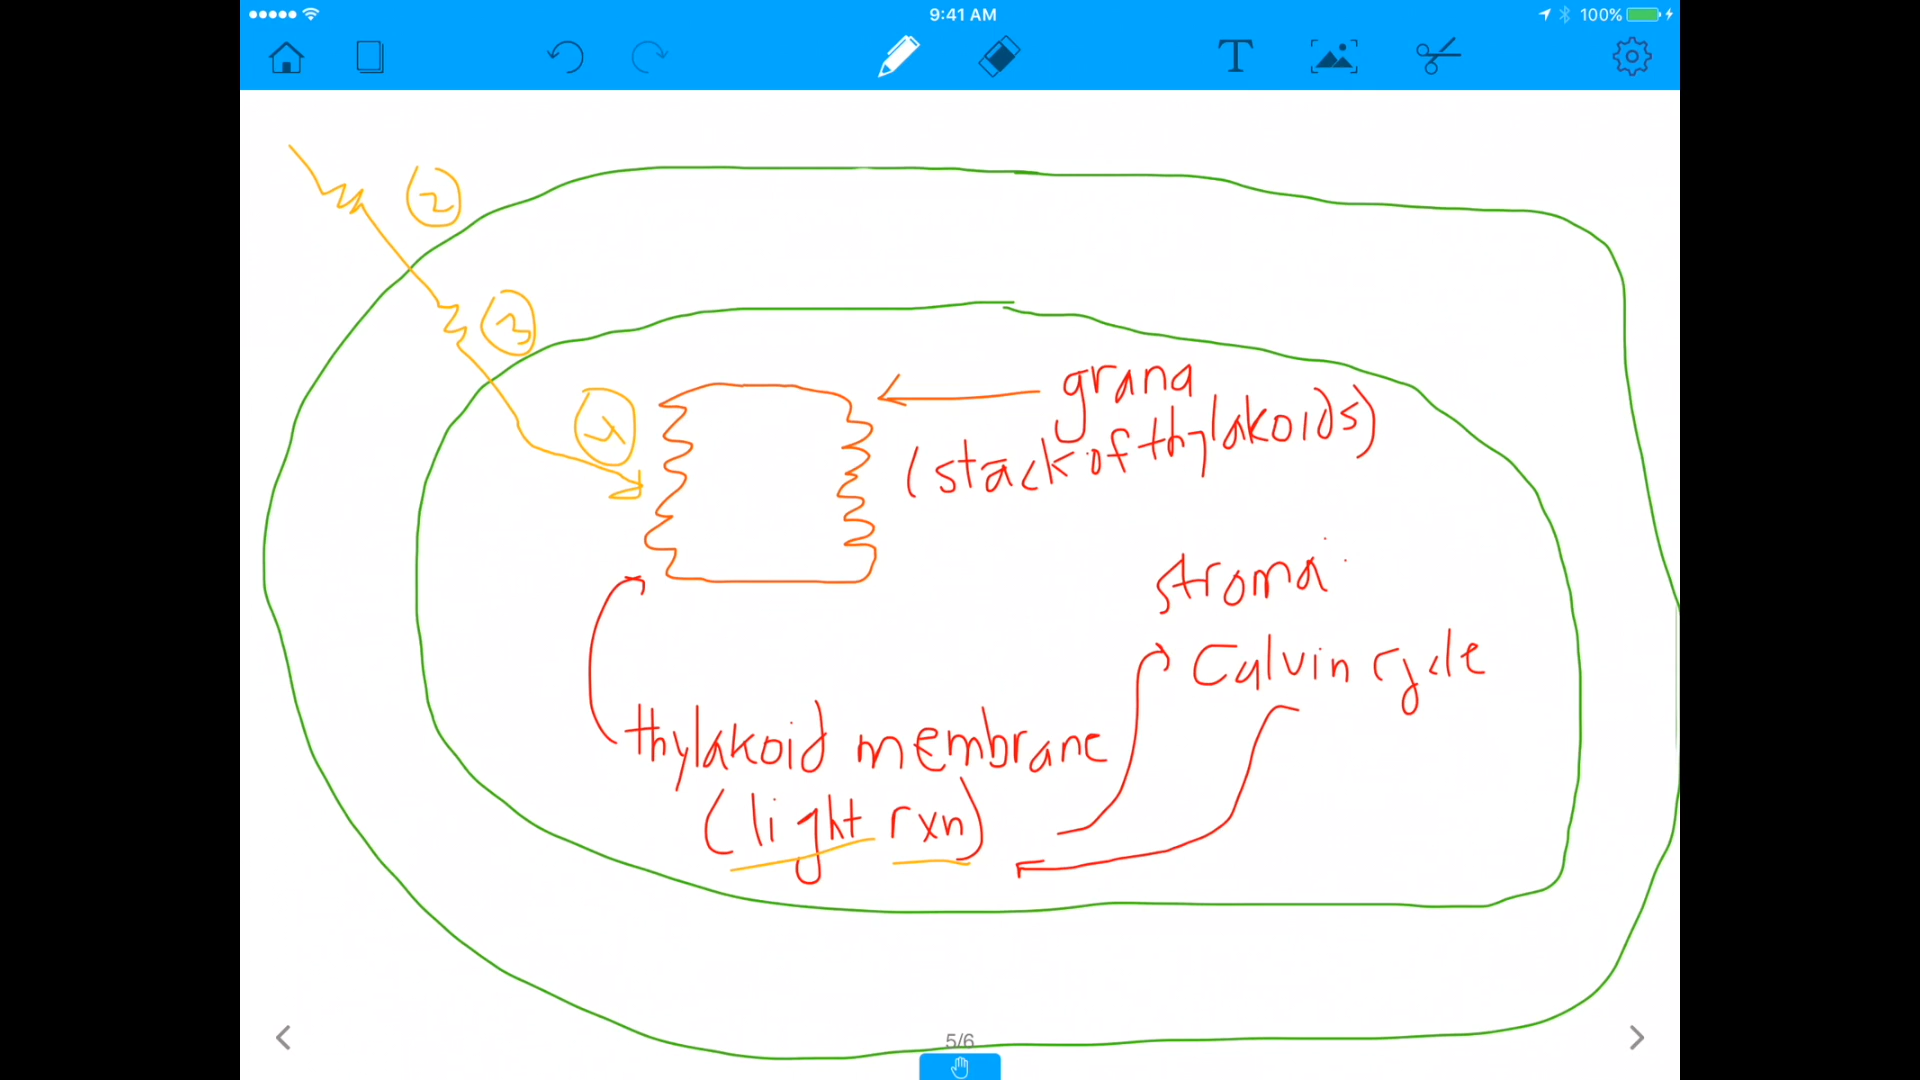 9:41 AM
100%
T
2
3
4
grana
(stack of thylakoids)
stroma
Calvin cycle
thylakoid membrane
(light rxn)
5/6